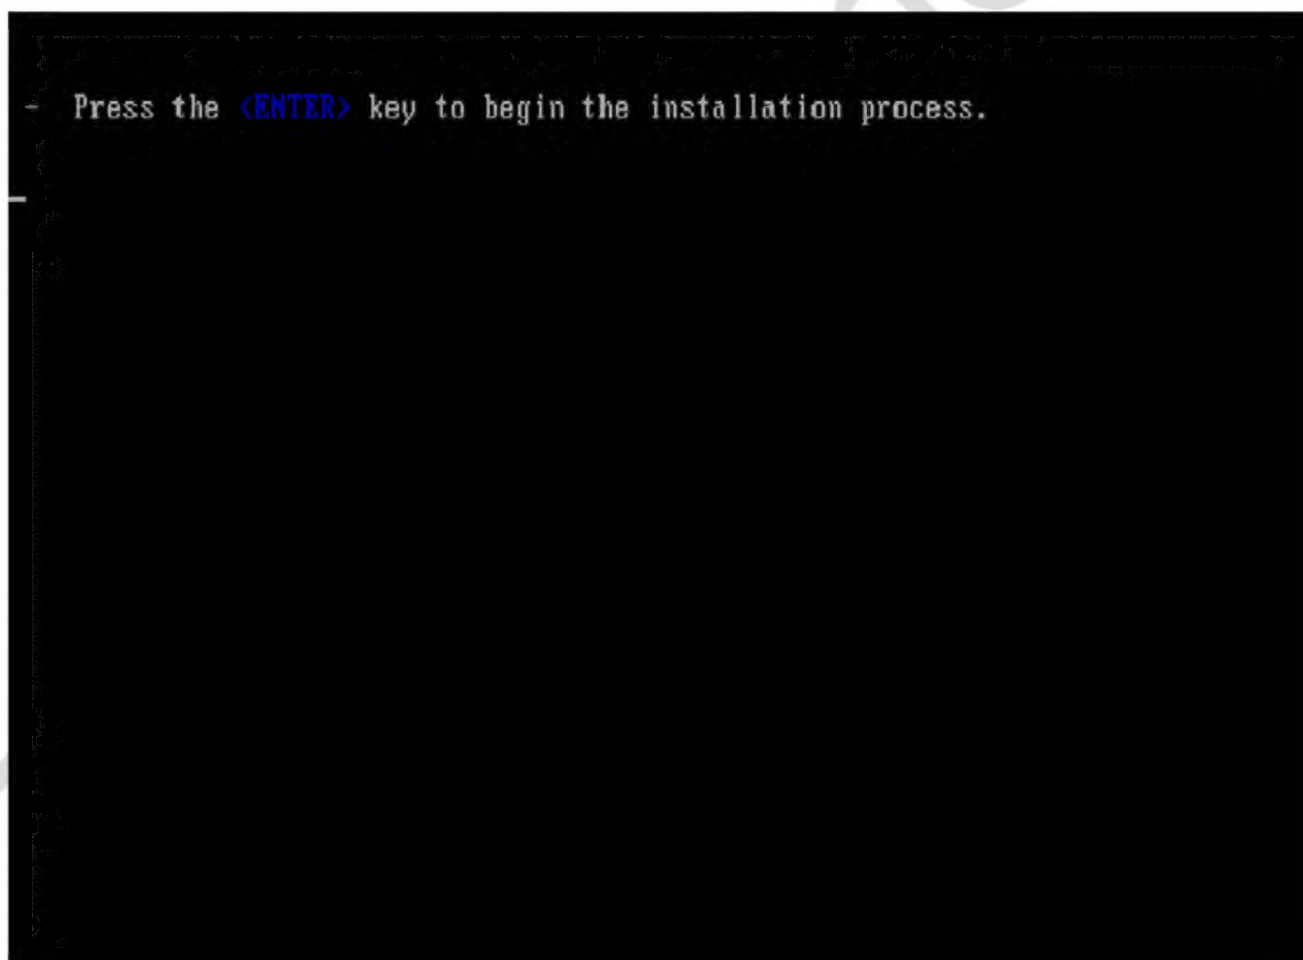 - Press the <ENTER> key to begin the installation process.